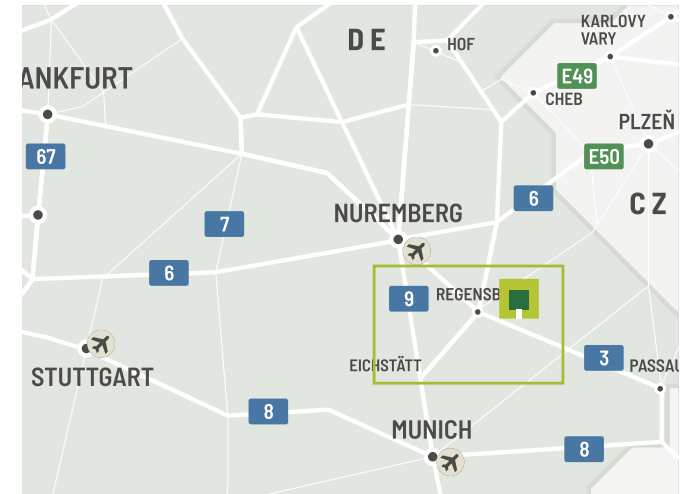 KARLOVY
VARY
DE
HOF
ANKFURT
E49
CHEB
PLZEŇ
67
E50
6
CZ
NUREMBERG
7
6
9
REGENSB
EICHSTÄTT
3
PASSAU
STUTTGART
8
MUNICH
8